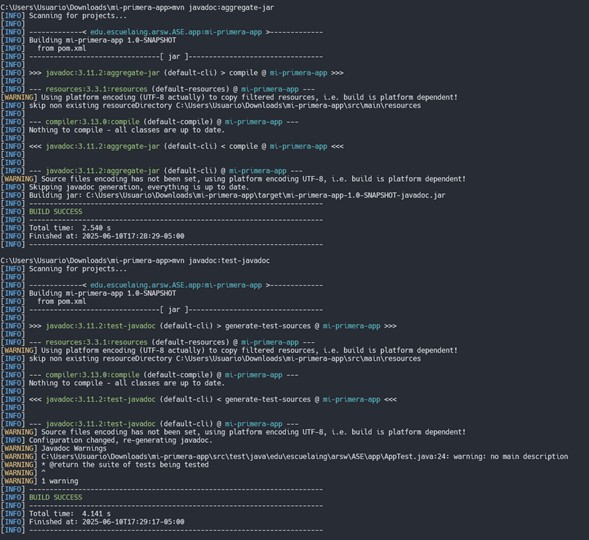 C:\Users\Usuario\Downloads\mi-primera-app>mvn javadoc:aggregate-jar
[INFO] Scanning for projects...
[INFO]
[INFO] -------------< edu.escuelaing.arsw.ASE.app:mi-primera-app >-------------
[INFO] Building mi-primera-app 1.0-SNAPSHOT
[INFO]   from pom.xml
[INFO] --------------------------------[ jar ]---------------------------------
[INFO]
[INFO] >>> javadoc:3.11.2:aggregate-jar (default-cli) > compile @ mi-primera-app >>>
[INFO]
[INFO] --- resources:3.3.1:resources (default-resources) @ mi-primera-app ---
[WARNING] Using platform encoding (UTF-8 actually) to copy filtered resources, i.e. build is platform dependent!
[INFO] skip non existing resourceDirectory C:\Users\Usuario\Downloads\mi-primera-app\src\main\resources
[INFO]
[INFO] --- compiler:3.13.0:compile (default-compile) @ mi-primera-app ---
[INFO] Nothing to compile - all classes are up to date.
[INFO]
[INFO] <<< javadoc:3.11.2:aggregate-jar (default-cli) < compile @ mi-primera-app <<<
[INFO]
[INFO]
[INFO] --- javadoc:3.11.2:aggregate-jar (default-cli) @ mi-primera-app ---
[WARNING] Source files encoding has not been set, using platform encoding UTF-8, i.e. build is platform dependent!
[INFO] Skipping javadoc generation, everything is up to date.
[INFO] Building jar: C:\Users\Usuario\Downloads\mi-primera-app\target\mi-primera-app-1.0-SNAPSHOT-javadoc.jar
[INFO] ------------------------------------------------------------------------
[INFO] BUILD SUCCESS
[INFO] ------------------------------------------------------------------------
[INFO] Total time:  2.540 s
[INFO] Finished at: 2025-06-10T17:28:29-05:00
[INFO] ------------------------------------------------------------------------
C:\Users\Usuario\Downloads\mi-primera-app>mvn javadoc:test-javadoc
[INFO] Scanning for projects...
[INFO]
[INFO] -------------< edu.escuelaing.arsw.ASE.app:mi-primera-app >-------------
[INFO] Building mi-primera-app 1.0-SNAPSHOT
[INFO]   from pom.xml
[INFO] --------------------------------[ jar ]---------------------------------
[INFO]
[INFO] >>> javadoc:3.11.2:test-javadoc (default-cli) > generate-test-sources @ mi-primera-app >>>
[INFO]
[INFO] --- resources:3.3.1:resources (default-resources) @ mi-primera-app ---
[WARNING] Using platform encoding (UTF-8 actually) to copy filtered resources, i.e. build is platform dependent!
[INFO] skip non existing resourceDirectory C:\Users\Usuario\Downloads\mi-primera-app\src\main\resources
[INFO]
[INFO] --- compiler:3.13.0:compile (default-compile) @ mi-primera-app ---
[INFO] Nothing to compile - all classes are up to date.
[INFO]
[INFO] <<< javadoc:3.11.2:test-javadoc (default-cli) < generate-test-sources @ mi-primera-app <<<
[INFO]
[INFO]
[INFO] --- javadoc:3.11.2:test-javadoc (default-cli) @ mi-primera-app ---
[WARNING] Source files encoding has not been set, using platform encoding UTF-8, i.e. build is platform dependent!
[INFO] Configuration changed, re-generating javadoc.
[WARNING] Javadoc Warnings
[WARNING] C:\Users\Usuario\Downloads\mi-primera-app\src\test\java\edu\escuelaing\arsw\ASE\app\AppTest.java:24: warning: no main description
[WARNING] * @return the suite of tests being tested
[WARNING] ^
[WARNING] 1 warning
[INFO] ------------------------------------------------------------------------
[INFO] BUILD SUCCESS
[INFO] ------------------------------------------------------------------------
[INFO] Total time:  4.141 s
[INFO] Finished at: 2025-06-10T17:29:17-05:00
[INFO] ------------------------------------------------------------------------